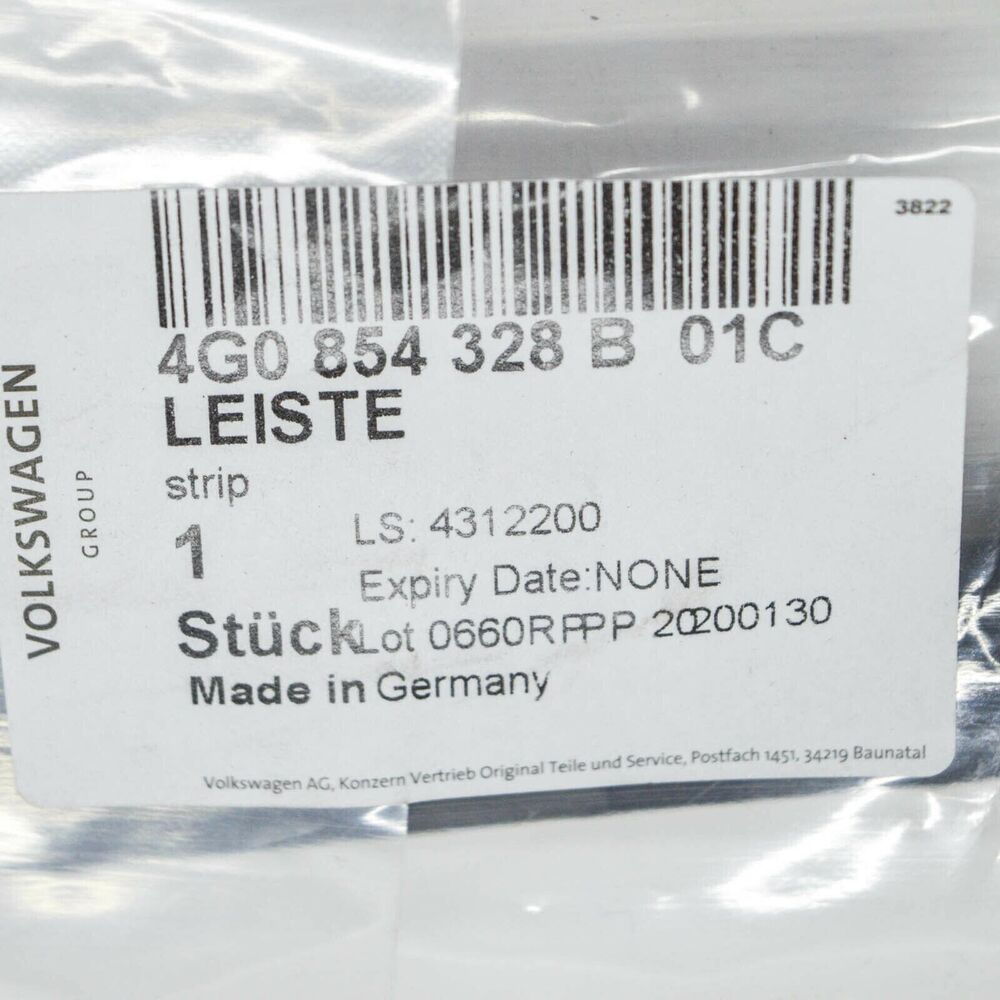 3822
4G0 854 328 B 01C
LEISTE
strip
1
LS: 4312200
Expiry Date:NONE
Stück Lot 0660RPPP 20200130
Made in Germany
Volkswagen AG, Konzern Vertrieb Original Teile und Service, Postfach 1451, 34219 Baunatal
VOLKSWAGEN
GROUP